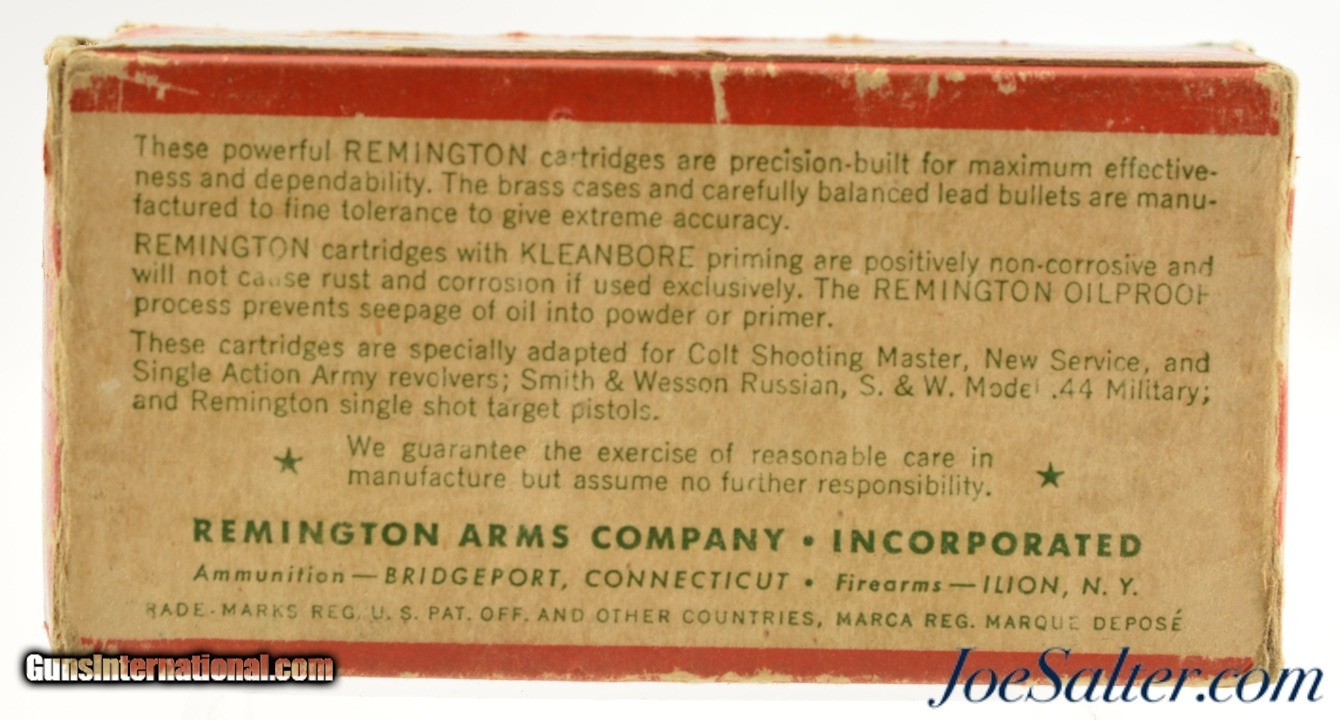 These powerful REMINGTON cartridges are precision-built for maximum effective-
ness and dependability. The brass cases and carefully balanced lead bullets are manu-
factured to fine tolerance to give extreme accuracy.
REMINGTON cartridges with KLEANBORE priming are positively non-corrosive and
will not cause rust and corrosion if used exclusively. The REMINGTON OILPROOF
process prevents seepage of oil into powder or primer.
These cartridges are specially adapted for Colt Shooting Master, New Service, and
Single Action Army revolvers; Smith & Wesson Russian, S. & W. Model .44 Military;
and Remington single shot target pistols.
★ We guarantee the exercise of reasonable care in
manufacture but assume no further responsibility. ★
REMINGTON ARMS COMPANY • INCORPORATED
Ammunition — BRIDGEPORT, CONNECTICUT • Firearms — ILION, N. Y.
RADE-MARKS REG. U. S. PAT. OFF. AND OTHER COUNTRIES, MARCA REG. MARQUE DEPOSÉ
GunsInternational.com
JoeSalter.com